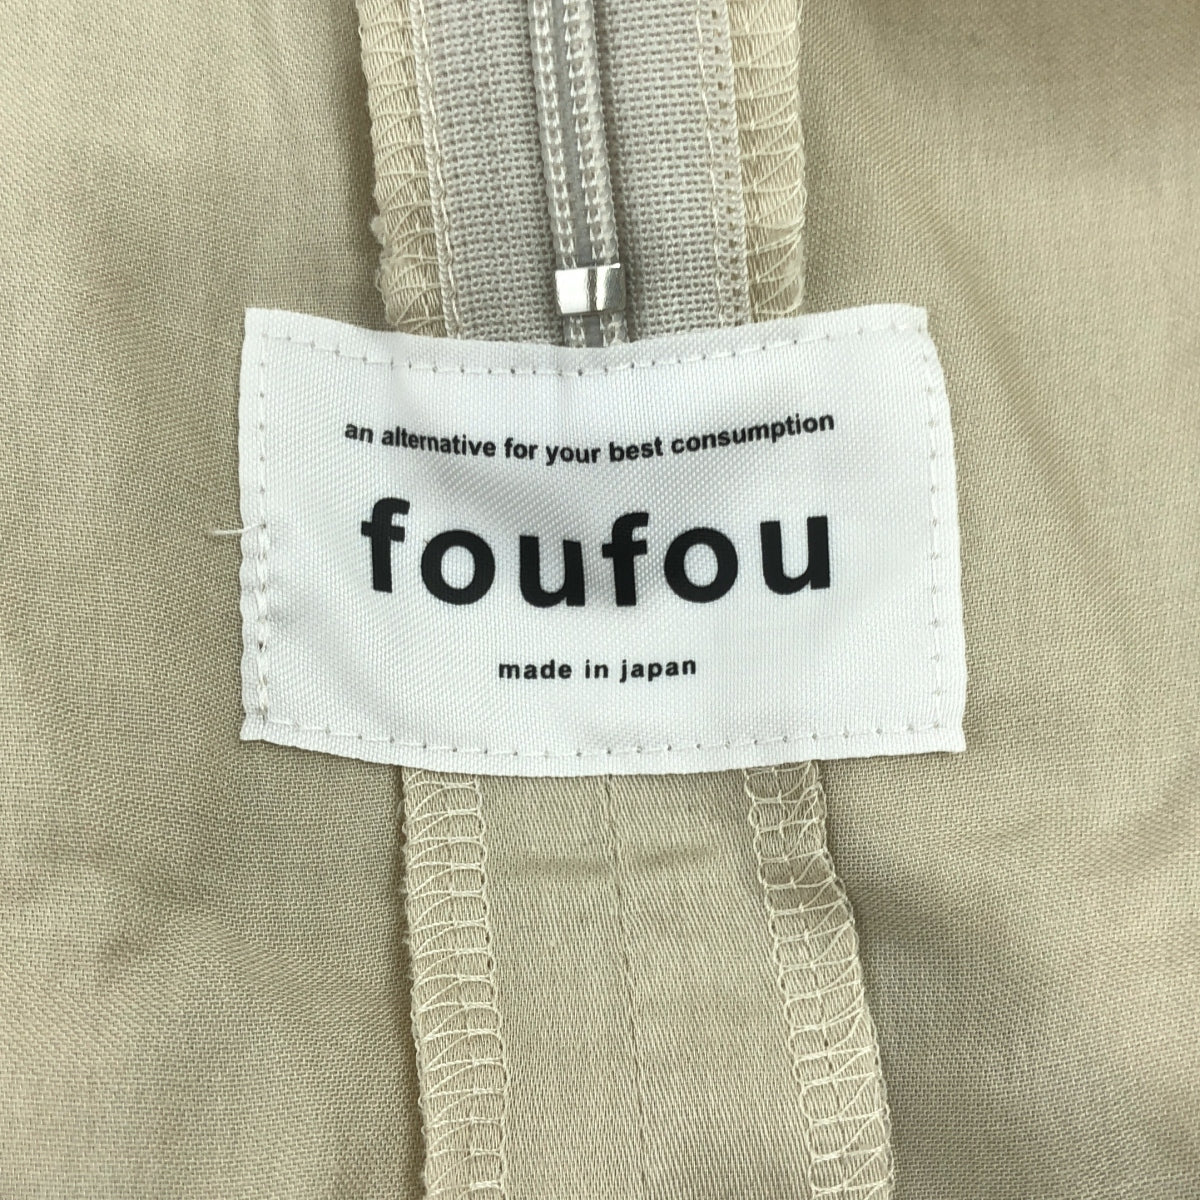 an alternative for your best consumption
foufou
made in japan